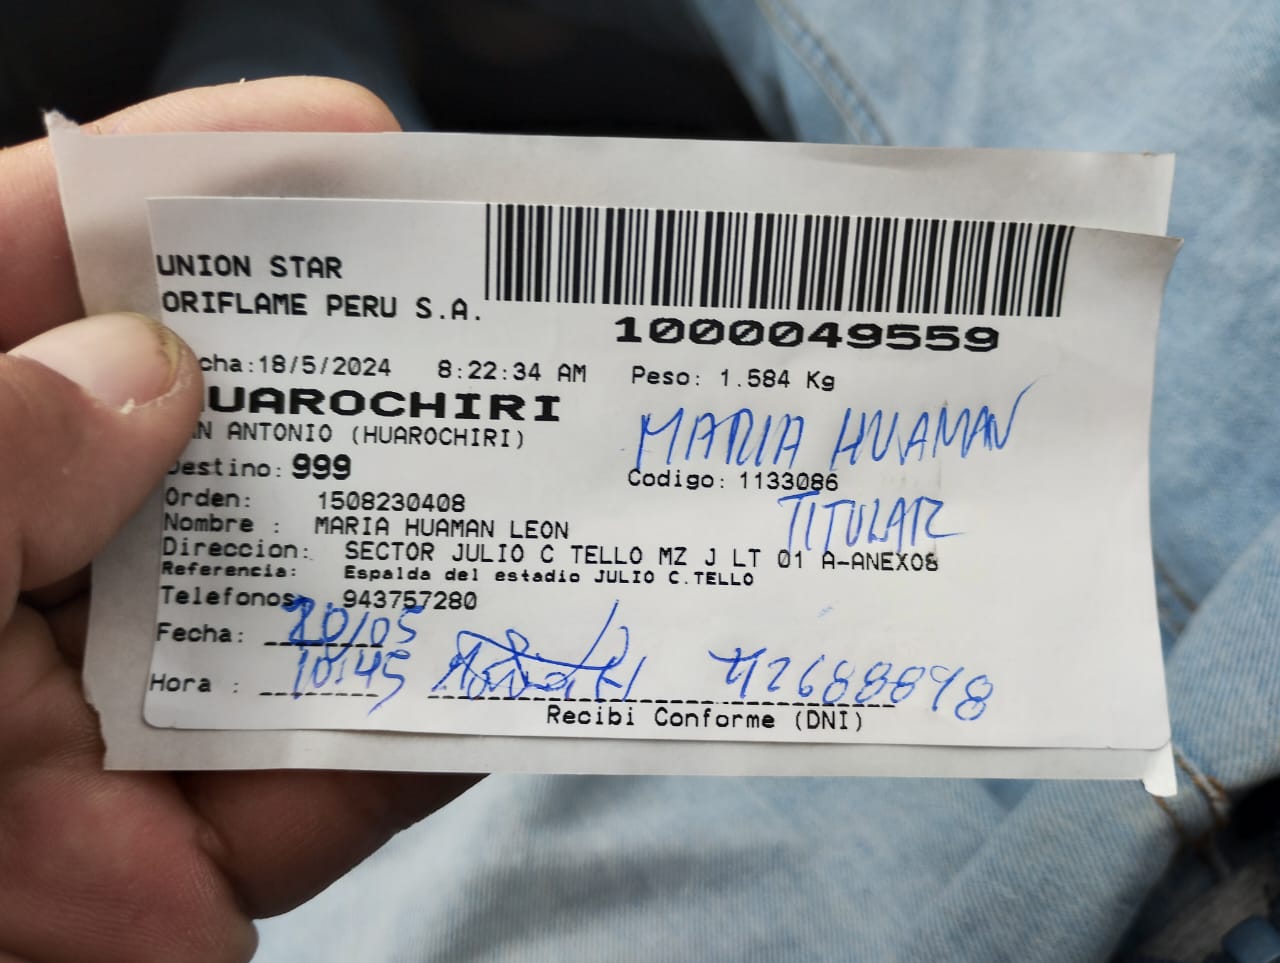 UNION STAR
ORIFLAME PERU S.A.
1000049559
cha:18/5/2024 8:22:34 AM Peso: 1.584 Kg
UAROCHIRI
MARIA HUAMAN
N ANTONIO (HUAROCHIRI)
Destino: 999 Codigo: 1133086
TITULAR
Orden: 1508230408
Nombre : MARIA HUAMAN LEON
Direccion: SECTOR JULIO C TELLO MZ J LT 01 A-ANEXO8
Referencia: Espalda del estadio JULIO C.TELLO
Telefonos 943757280
Fecha: 20/05
Hora : 10:45
Recibi Conforme (DNI)